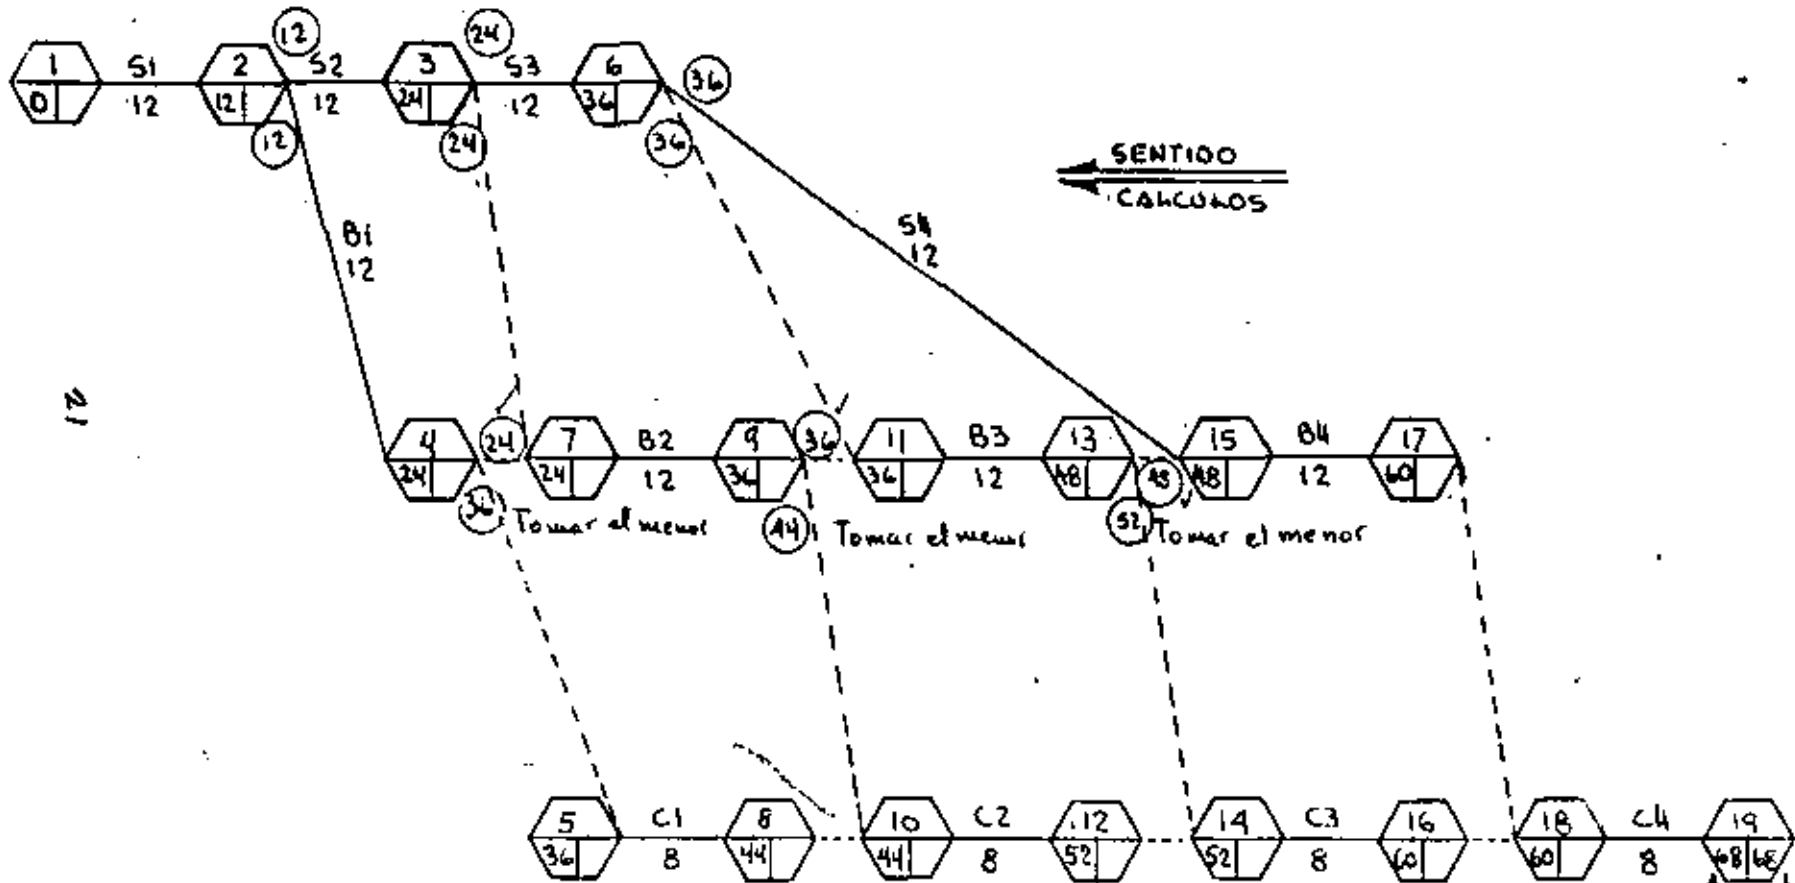 12 24
1 S1 2 S2 3 S3 6 36
0 12 12 12 24 12 36
12 24 36
SENTIDO
CALCULOS
B1
12
S4
12
12
4 24 7 B2 9 36 11 B3 13 15 B4 17
24 24 12 36 36 12 48 48 48 12 60
36 Tomar el menor 44 Tomar el menor 52 Tomar el menor
5 C1 8 10 C2 12 14 C3 16 18 C4 19
36 8 44 44 8 52 52 8 60 60 8 68 68